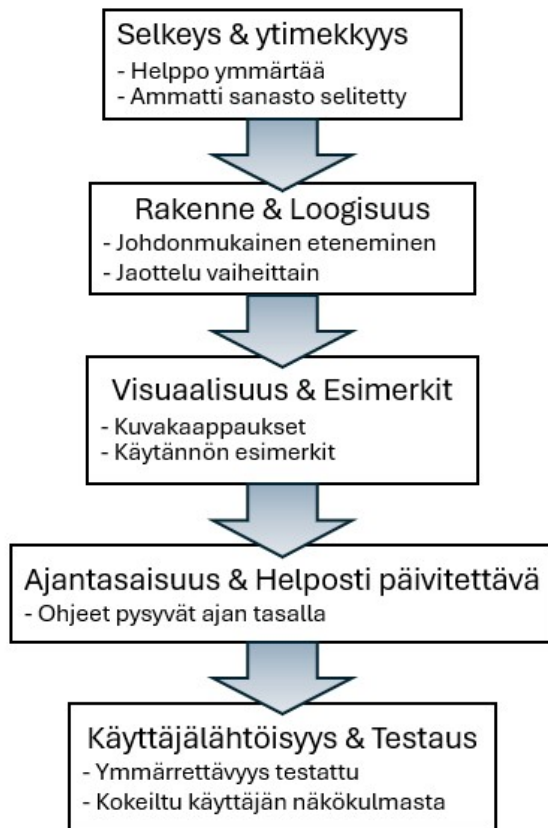 Selkeys & ytimekkyys
- Helppo ymmärtää
- Ammatti sanasto selitetty
Rakenne & Loogisuus
- Johdonmukainen eteneminen
- Jaottelu vaiheittain
Visuaalisuus & Esimerkit
- Kuvakaappaukset
- Käytännön esimerkit
Ajantasaisuus & Helposti päivitettävä
- Ohjeet pysyvät ajan tasalla
Käyttäjälähtöisyys & Testaus
- Ymmärrettävyys testattu
- Kokeiltu käyttäjän näkökulmasta